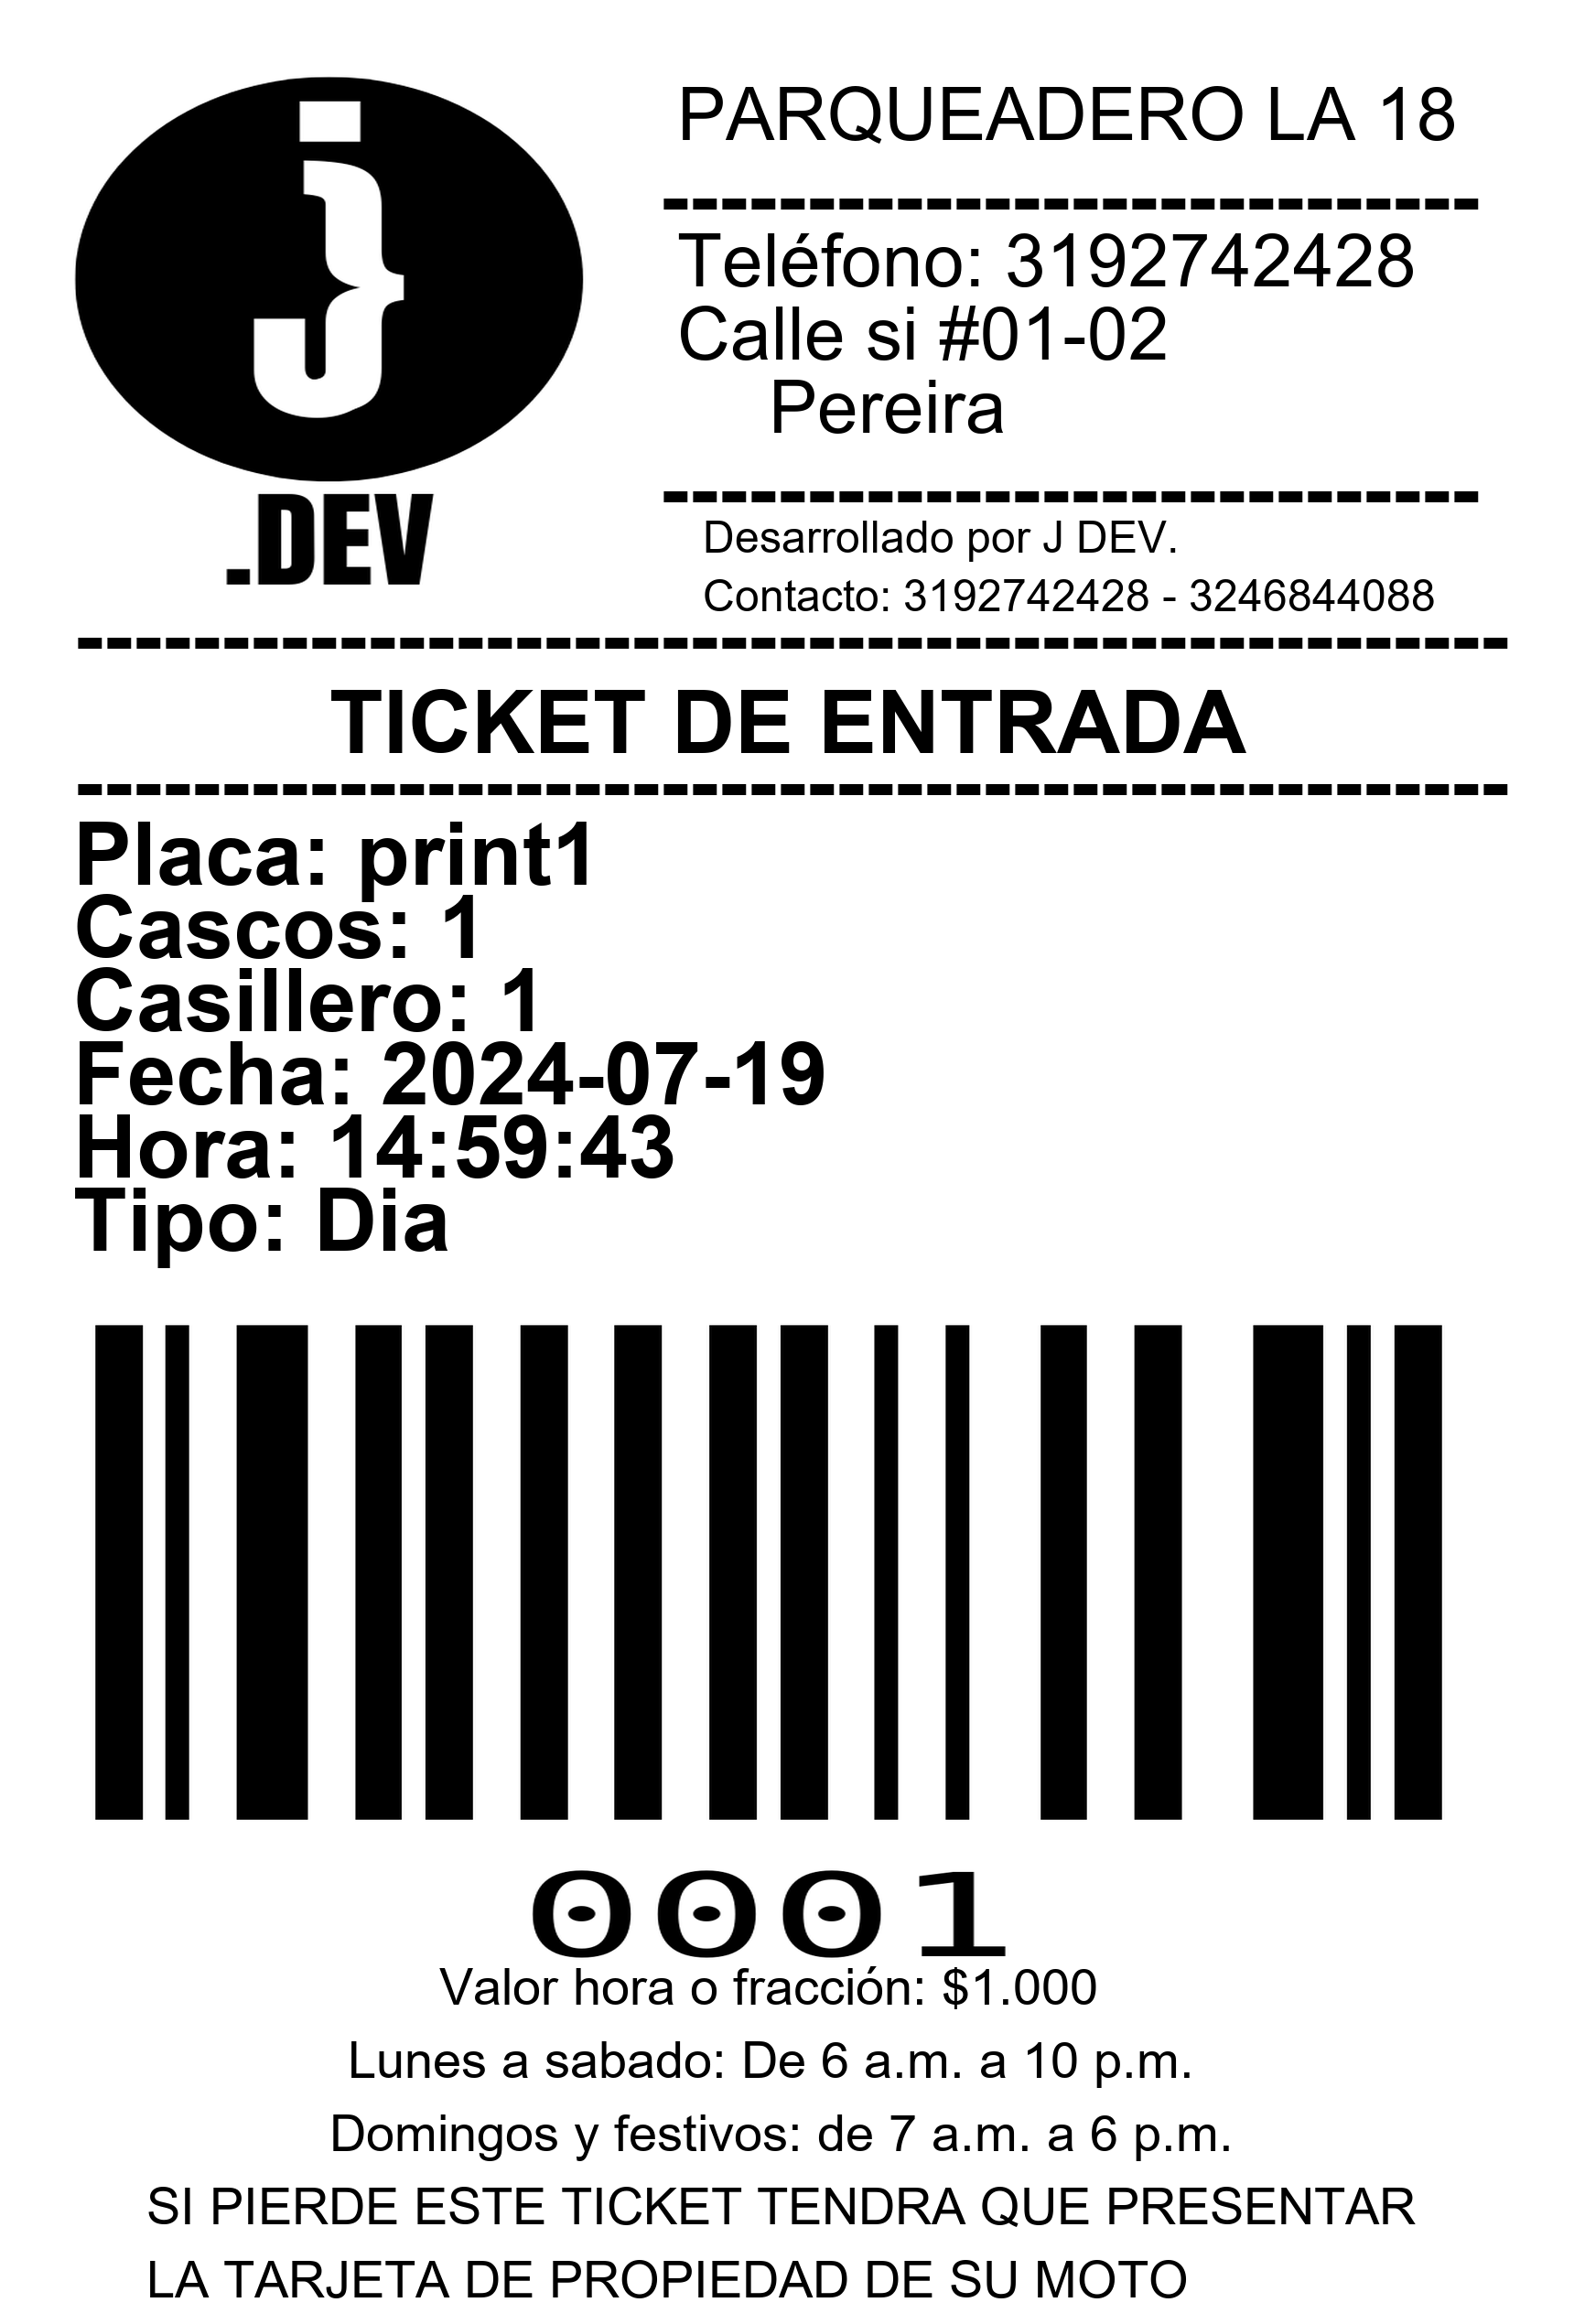 j
.DEV
PARQUEADERO LA 18
----------------------------
Teléfono: 3192742428
Calle si #01-02
Pereira
----------------------------
Desarrollado por J DEV.
Contacto: 3192742428 - 3246844088
-------------------------------------------------
TICKET DE ENTRADA
-------------------------------------------------
Placa: print1
Cascos: 1
Casillero: 1
Fecha: 2024-07-19
Hora: 14:59:43
Tipo: Dia
0001
Valor hora o fracción: $1.000
Lunes a sabado: De 6 a.m. a 10 p.m.
Domingos y festivos: de 7 a.m. a 6 p.m.
SI PIERDE ESTE TICKET TENDRA QUE PRESENTAR
LA TARJETA DE PROPIEDAD DE SU MOTO